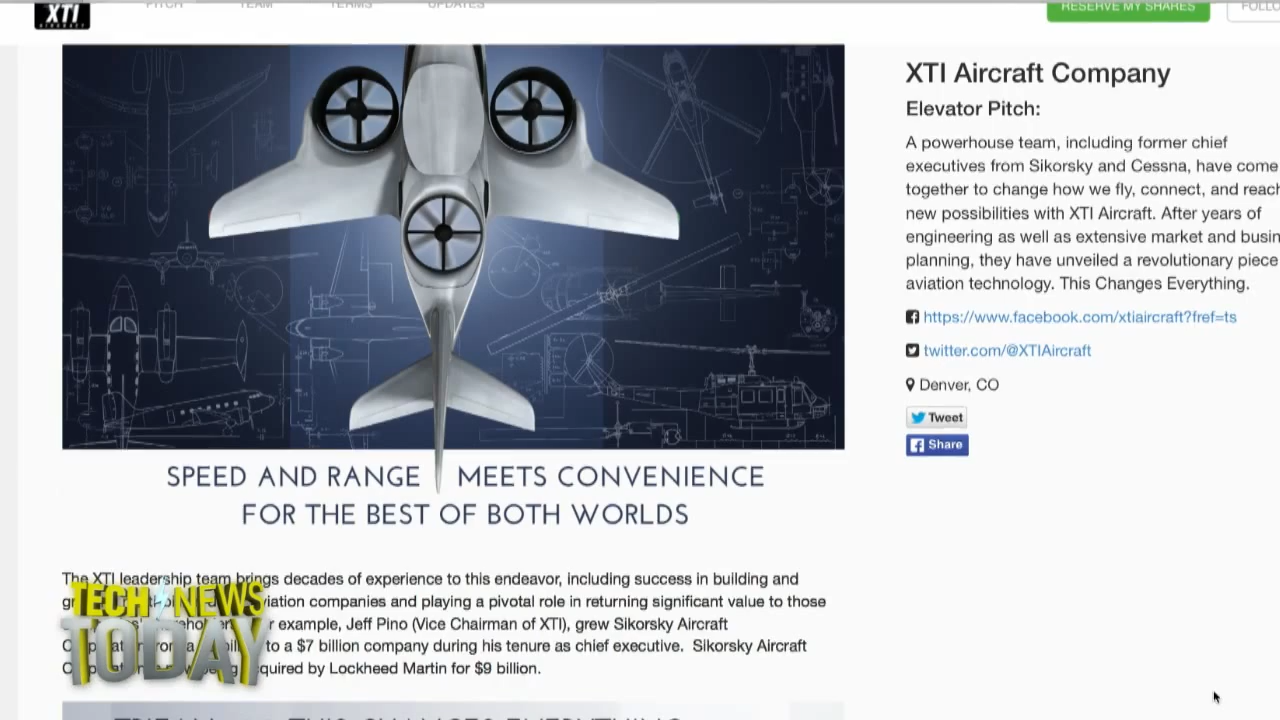 XTI
AIRCRAFT
PITCH TEAM TERMS UPDATES
RESERVE MY SHARES
XTI Aircraft Company
Elevator Pitch:
A powerhouse team, including former chief
executives from Sikorsky and Cessna, have come
together to change how we fly, connect, and reach
new possibilities with XTI Aircraft. After years of
engineering as well as extensive market and
planning, they have unveiled a revolutionary piece
aviation technology. This Changes Everything.
https://www.facebook.com/xtiaircraft?fref=ts
twitter.com/@XTIAircraft
Denver, CO
Tweet
Share
SPEED AND RANGE MEETS CONVENIENCE
FOR THE BEST OF BOTH WORLDS
The XTI leadership team brings decades of experience to this endeavor, including success in building and
companies and playing a pivotal role in returning significant value to those
example, Jeff Pino (Vice Chairman of XTI), grew Sikorsky Aircraft
to a $7 billion company during his tenure as chief executive. Sikorsky Aircraft
by Lockheed Martin for $9 billion.
TECH NEWS
TODAY